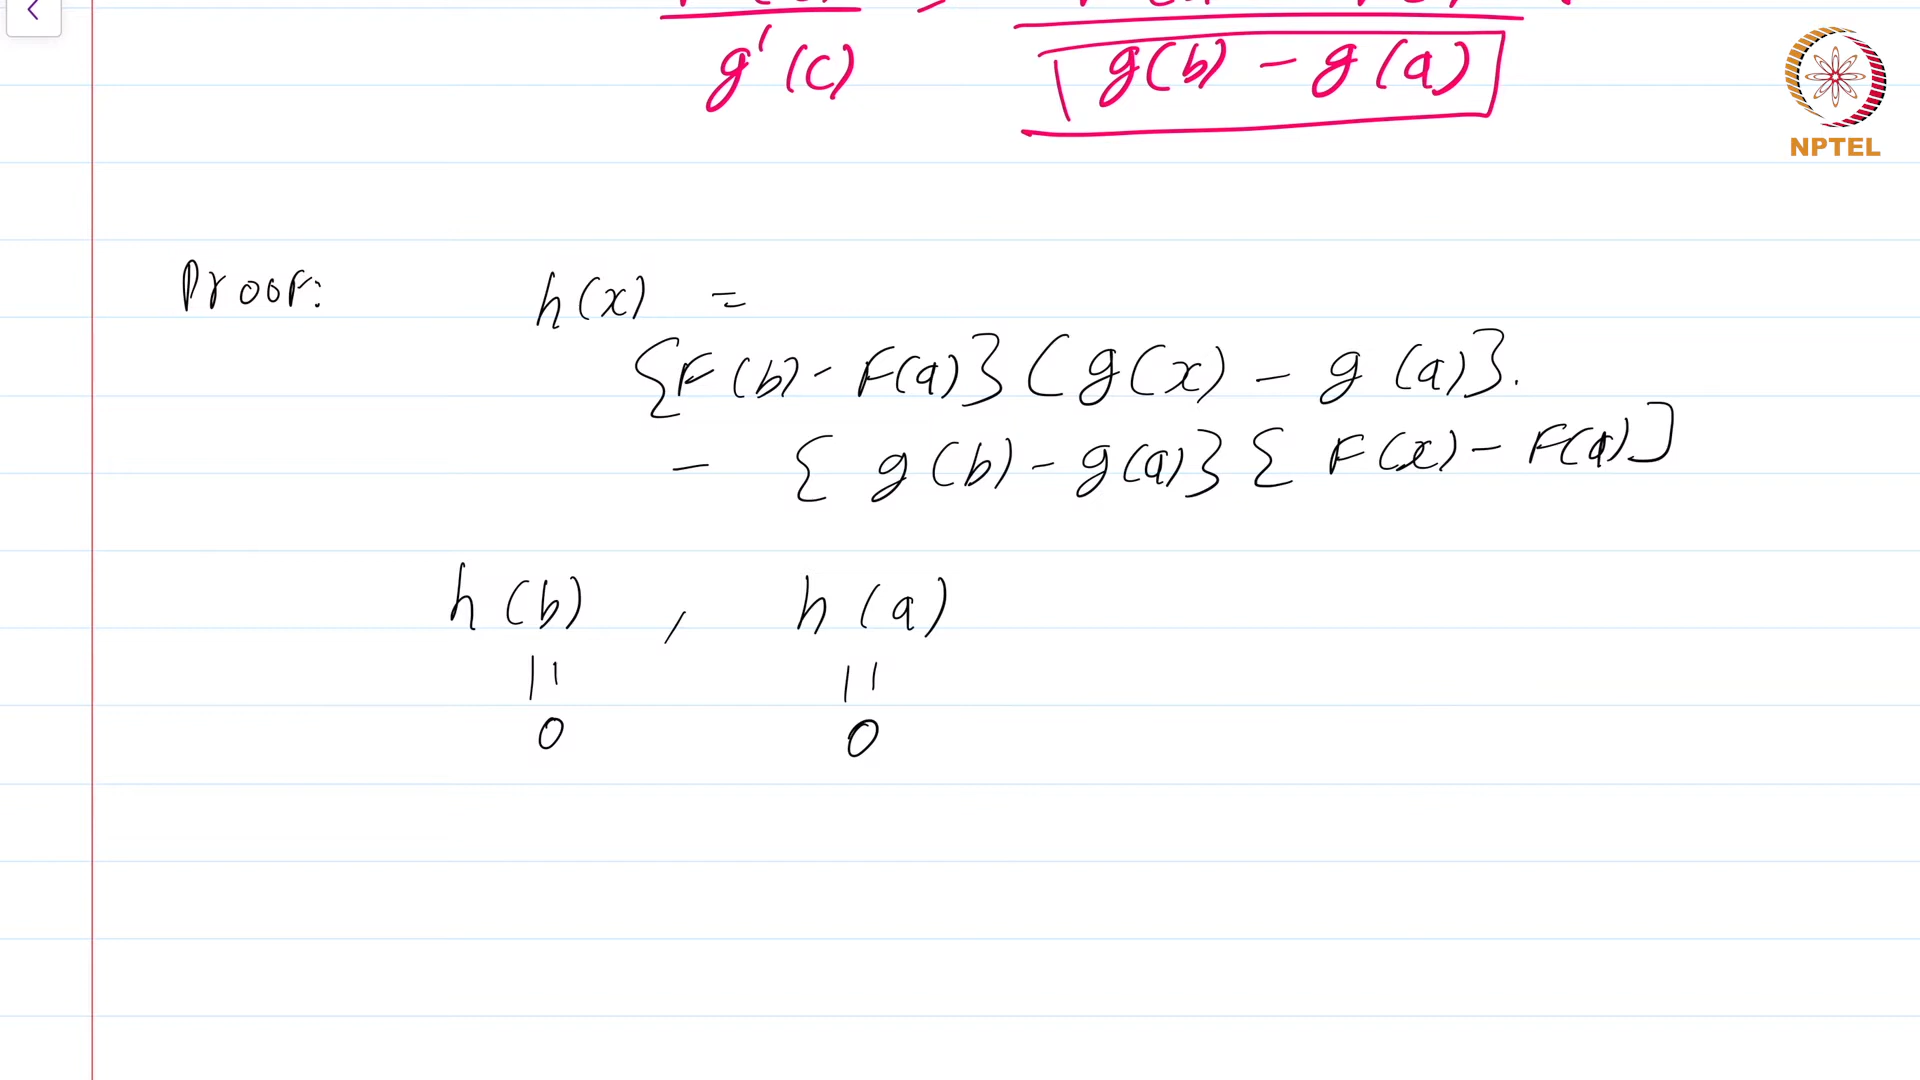 g'(c) g(b) - g(a)
NPTEL
Proof: h(x) =
{F(b) - F(a)} (g(x) - g(a)}.
- {g(b) - g(a)} { F(x) - F(a)]
h(b) , h(a)
|| ||
0 0